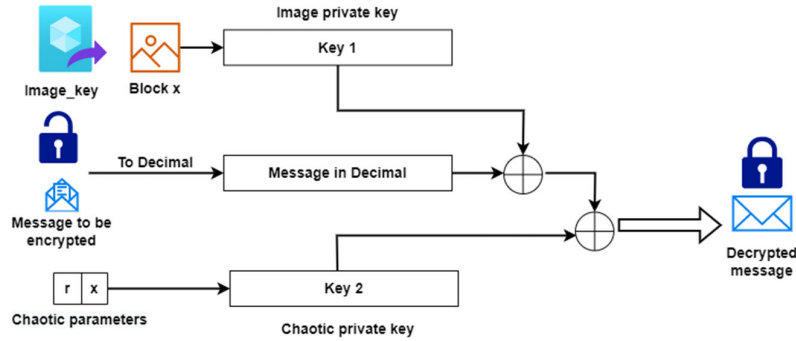 Image private key
Key 1
Image_key
Block x
To Decimal
Message in Decimal
Message to be
encrypted
Decrypted
message
r x
Key 2
Chaotic parameters
Chaotic private key